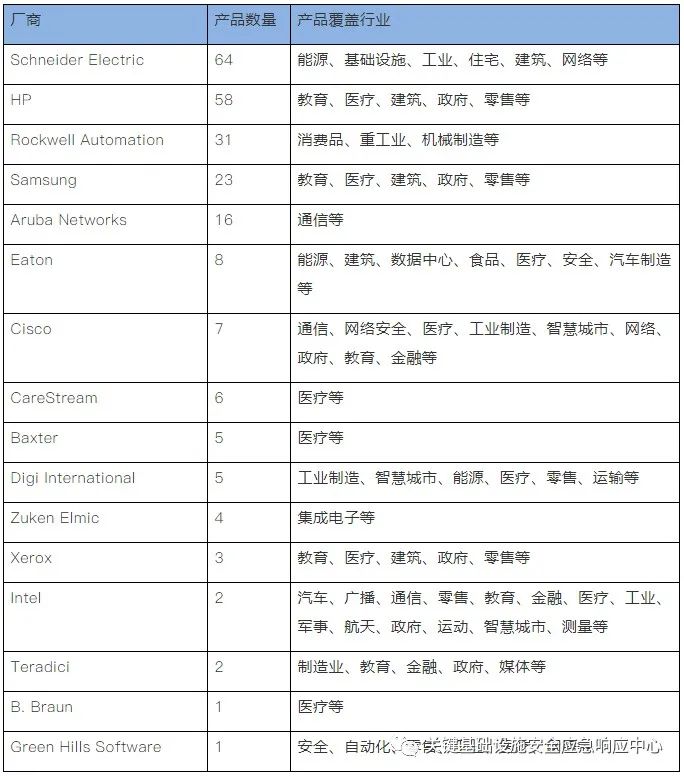 厂商 产品数量 产品覆盖行业
Schneider Electric 64 能源、基础设施、工业、住宅、建筑、网络等
HP 58 教育、医疗、建筑、政府、零售等
Rockwell Automation 31 消费品、重工业、机械制造等
Samsung 23 教育、医疗、建筑、政府、零售等
Aruba Networks 16 通信等
Eaton 8 能源、建筑、数据中心、食品、医疗、安全、汽车制造
等
Cisco 7 通信、网络安全、医疗、工业制造、智慧城市、网络、
政府、教育、金融等
CareStream 6 医疗等
Baxter 5 医疗等
Digi International 5 工业制造、智慧城市、能源、医疗、零售、运输等
Zuken Elmic 4 集成电子等
Xerox 3 教育、医疗、建筑、政府、零售等
Intel 2 汽车、广播、通信、零售、教育、金融、医疗、工业、
军事、航天、政府、运动、智慧城市、测量等
Teradici 2 制造业、教育、金融、政府、媒体等
B. Braun 1 医疗等
Green Hills Software 1 安全、自动化、
关键基础设施安全应急响应中心